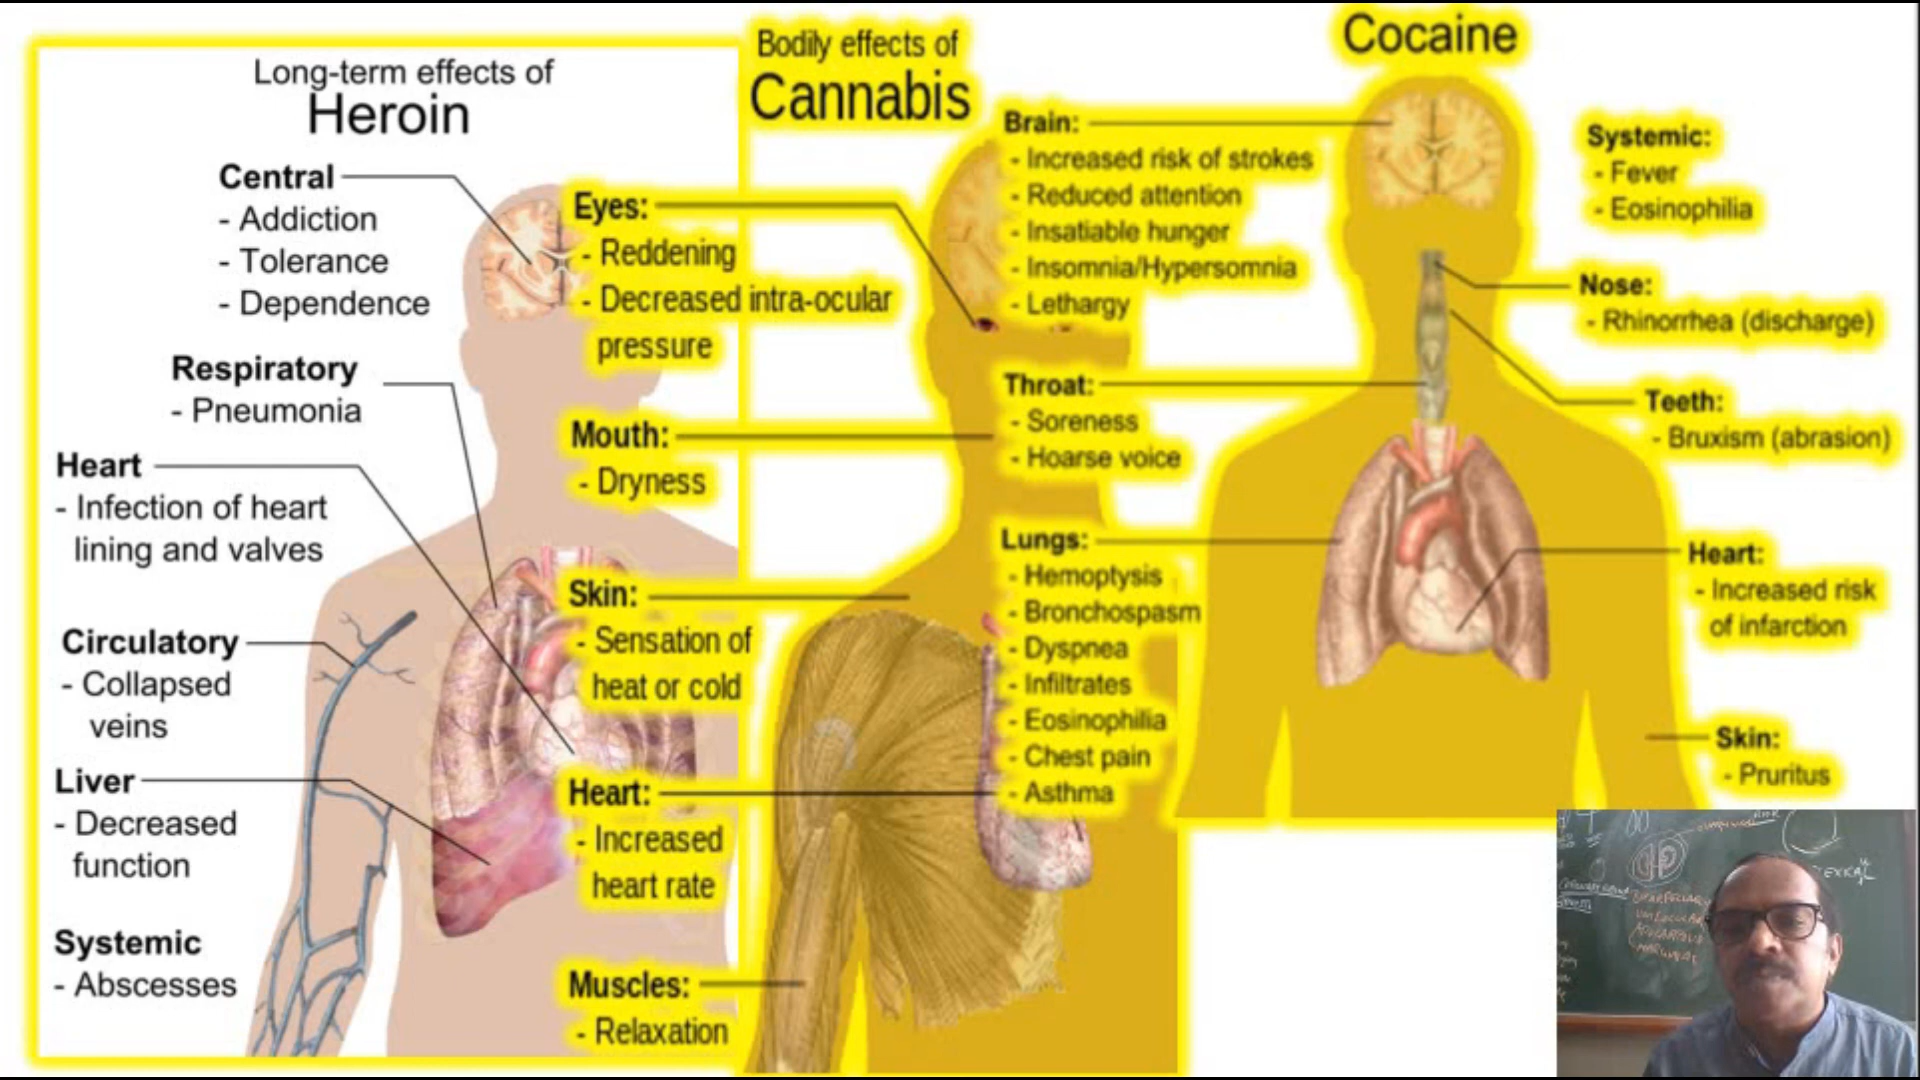 Long-term effects of
Heroin
Central
- Addiction
- Tolerance
- Dependence
Respiratory
- Pneumonia
Heart
- Infection of heart
lining and valves
Circulatory
- Collapsed
veins
Liver
- Decreased
function
Systemic
- Abscesses
Bodily effects of
Cannabis
Eyes:
- Reddening
- Decreased intra-ocular
pressure
Mouth:
- Dryness
Skin:
- Sensation of
heat or cold
Heart:
- Increased
heart rate
Muscles:
- Relaxation
Cocaine
Brain:
- Increased risk of strokes
- Reduced attention
- Insatiable hunger
- Insomnia/Hypersomnia
- Lethargy
Throat:
- Soreness
- Hoarse voice
Lungs:
- Hemoptysis
- Bronchospasm
- Dyspnea
- Infiltrates
- Eosinophilia
- Chest pain
- Asthma
Systemic:
- Fever
- Eosinophilia
Nose:
- Rhinorrhea (discharge)
Teeth:
- Bruxism (abrasion)
Heart:
- Increased risk
of infarction
Skin:
- Pruritus